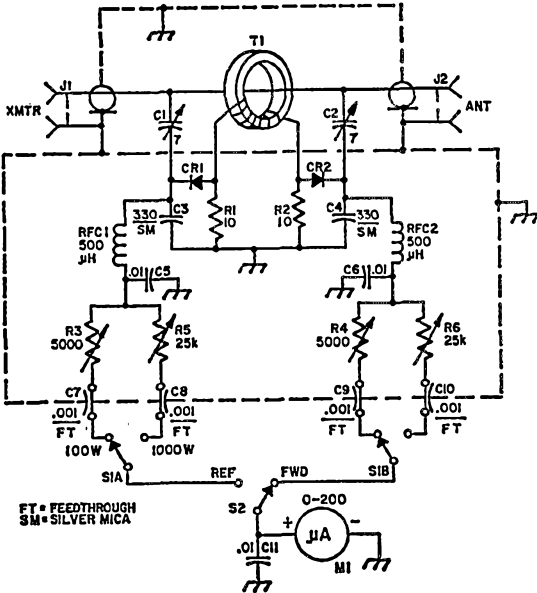 T1
J1
J2
XMTR
ANT
C1
7
C2
7
CR1
CR2
C3
330
SM
R1
10
R2
10
C4
330
SM
RFC1
500
µH
RFC2
500
µH
.01 C5
C6 .01
R3
5000
R5
25k
R4
5000
R6
25k
C7
C8
C9
C10
.001
FT
.001
FT
.001
FT
.001
FT
100W
1000W
S1A
S1B
REF
FWD
S2
FT = FEEDTHROUGH
SM = SILVER MICA
0-200
+
-
µA
.01 C11
M1